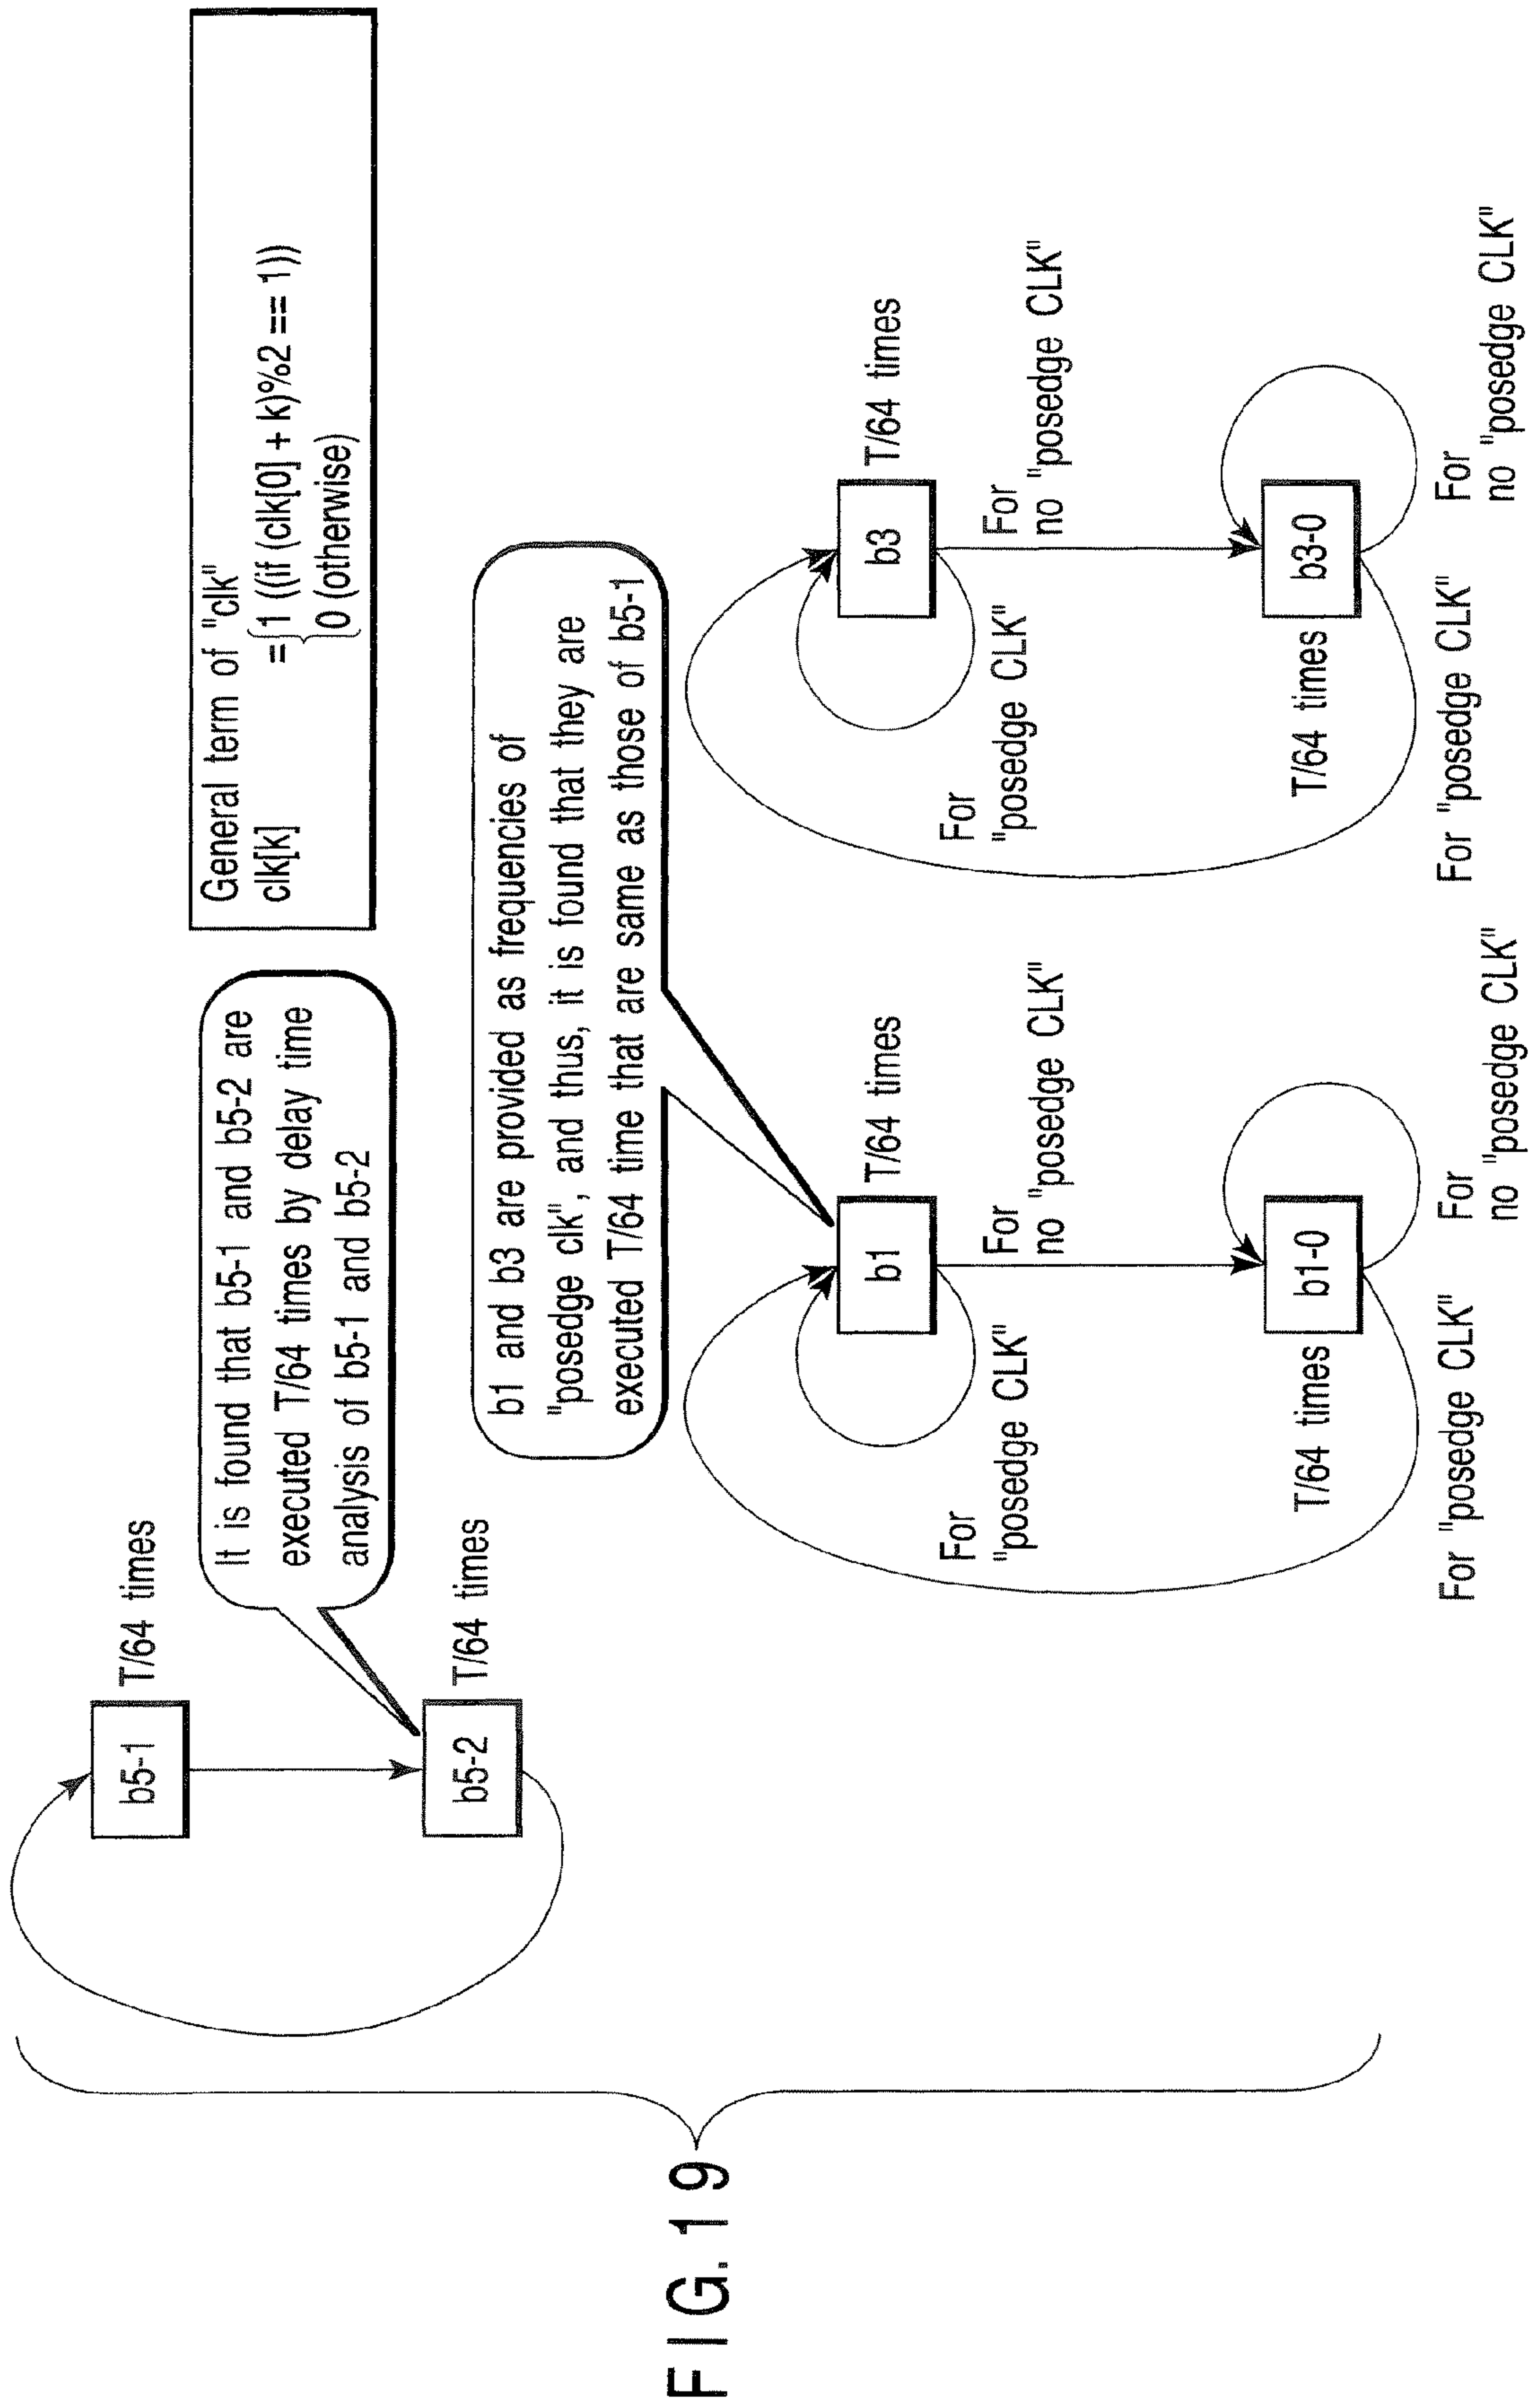 b5-1
T/64 times
b5-2
T/64 times
It is found that b5-1 and b5-2 are
executed T/64 times by delay time
analysis of b5-1 and b5-2
General term of "clk"
clk[k]
= 1 ((if (clk[0] + k)%2 == 1))
0 (otherwise)
b1 and b3 are provided as frequencies of
"posedge clk", and thus, it is found that they are
executed T/64 time that are same as those of b5-1
b1
T/64 times
For
"posedge CLK"
For
no "posedge CLK"
b1-0
T/64 times
For "posedge CLK"
For
no "posedge CLK"
b3
T/64 times
For
"posedge CLK"
For
no "posedge CLK"
b3-0
T/64 times
For "posedge CLK"
For
no "posedge CLK"
FIG. 19